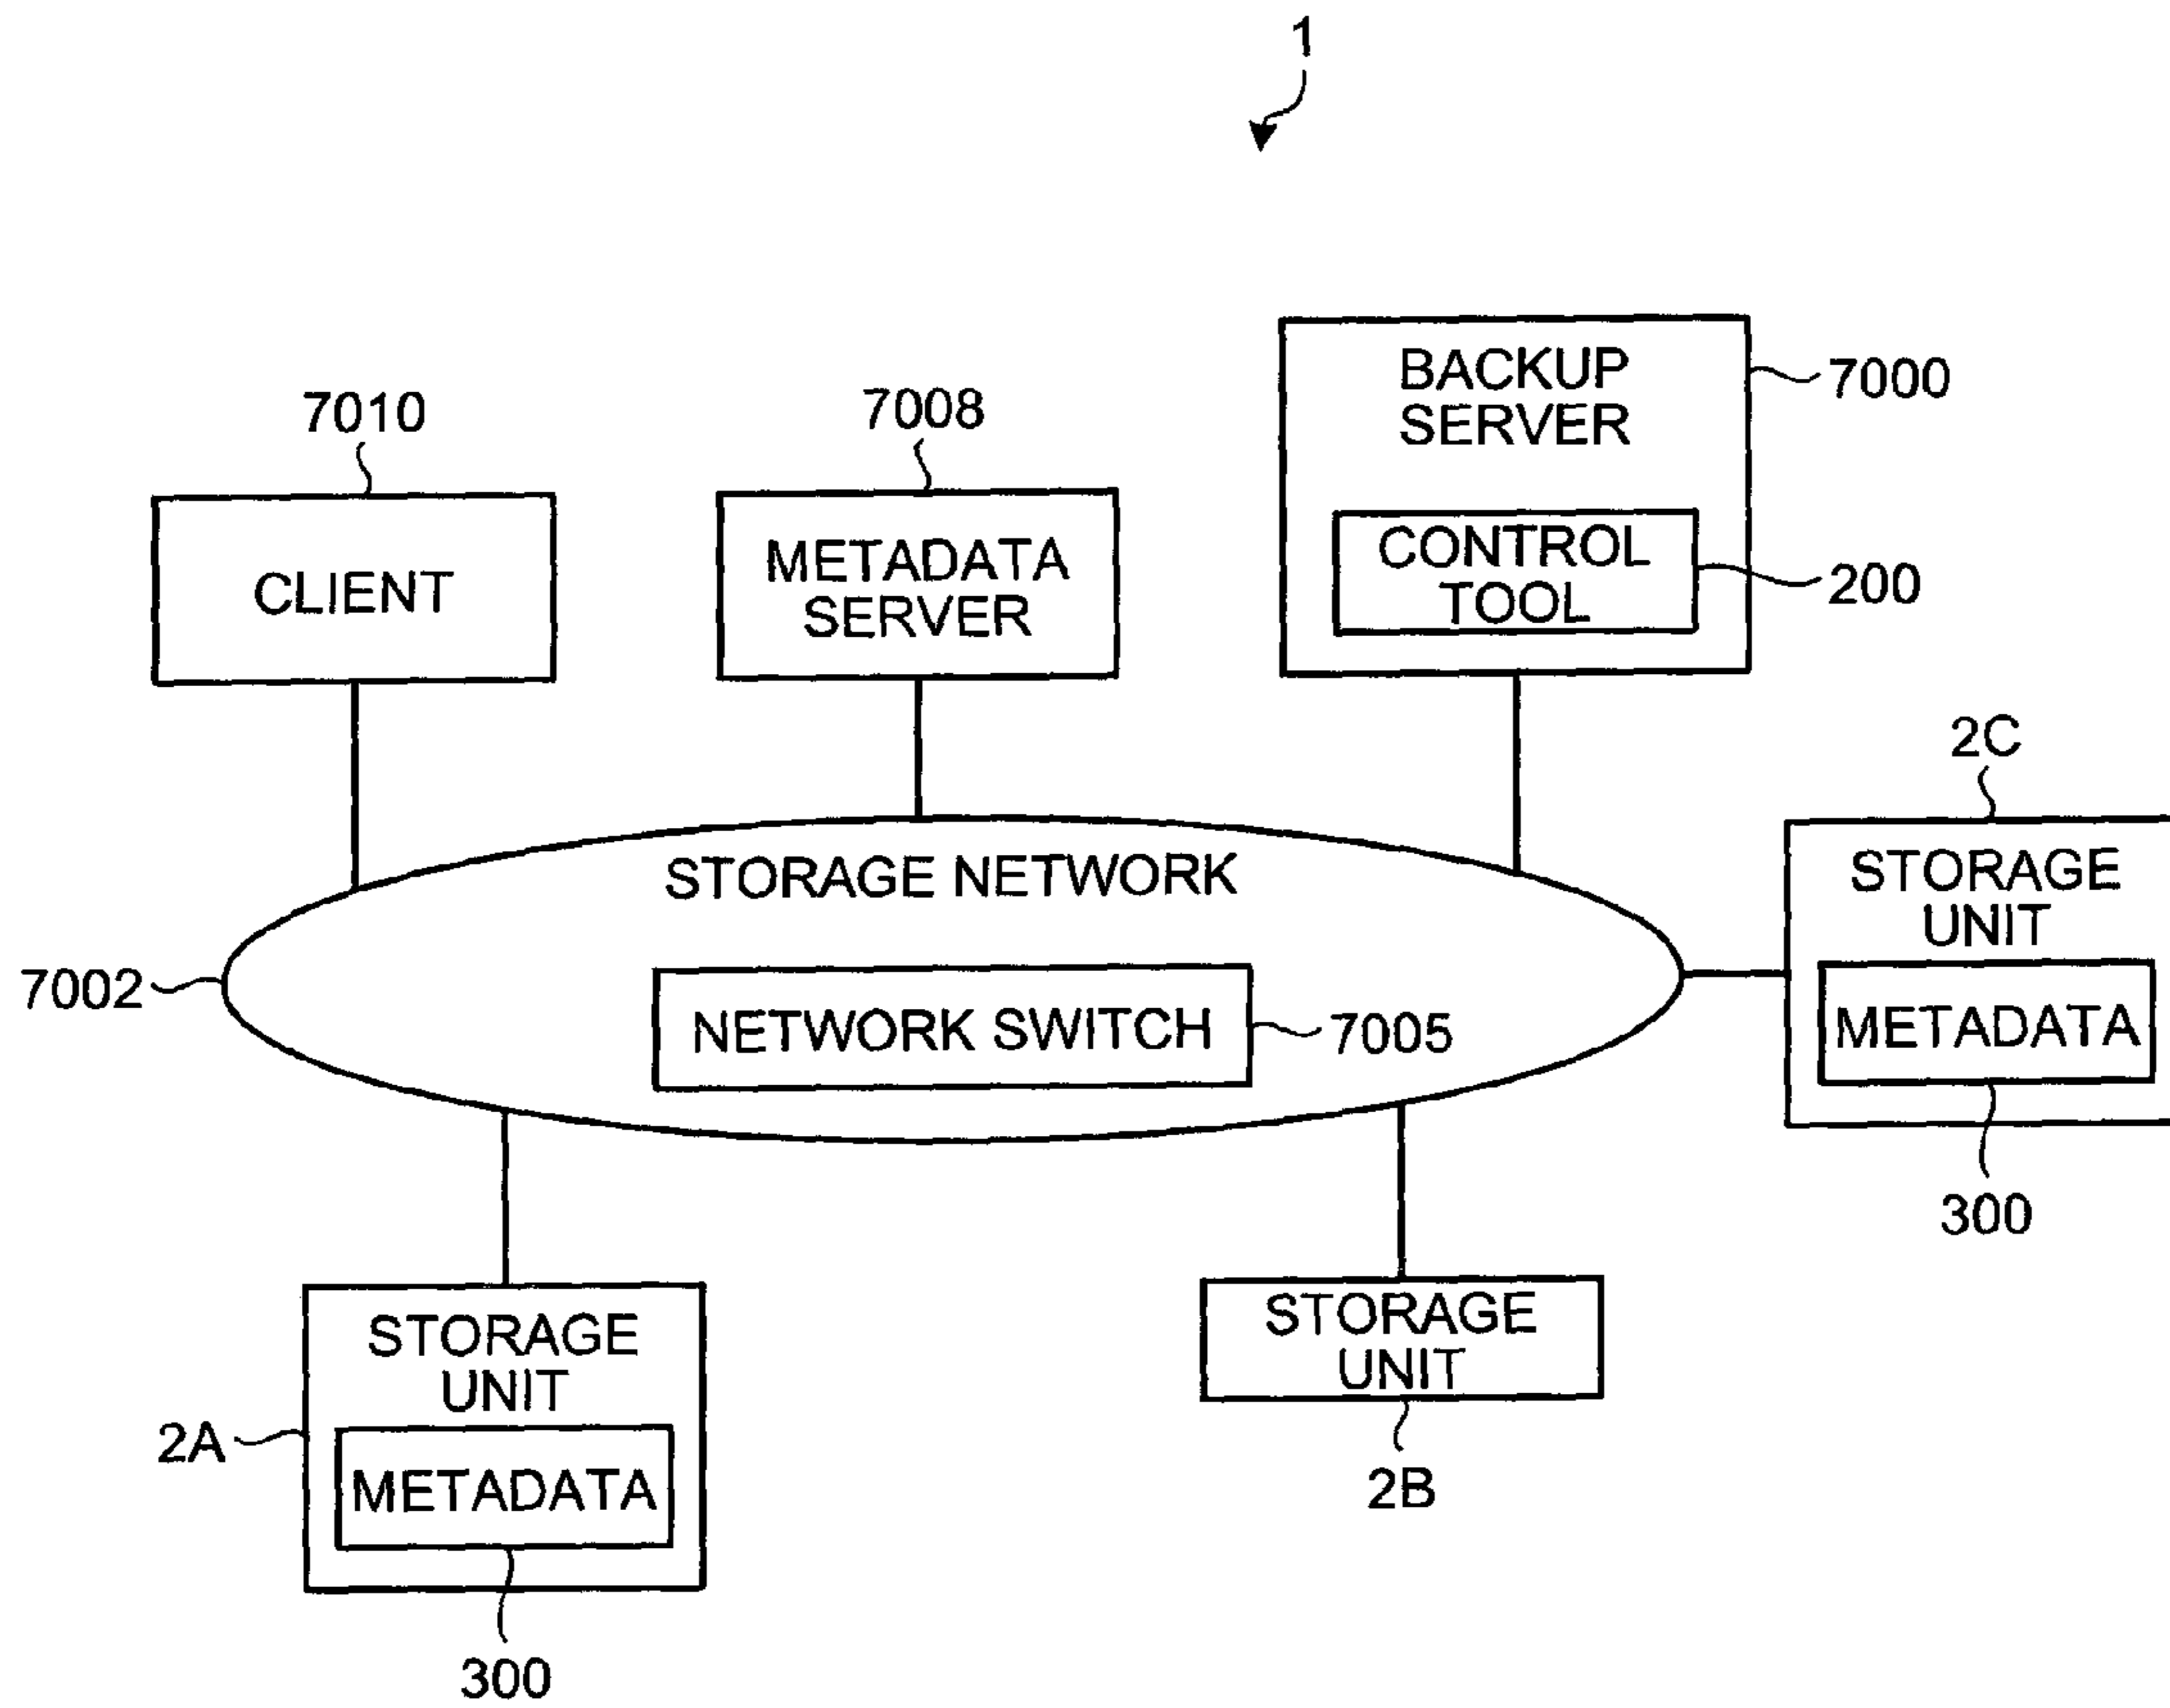 1
BACKUP
SERVER
7000
7010
7008
CLIENT
METADATA
SERVER
CONTROL
TOOL
200
2C
STORAGE NETWORK
STORAGE
UNIT
7002
NETWORK SWITCH
7005
METADATA
300
STORAGE
UNIT
2A
METADATA
300
STORAGE
UNIT
2B